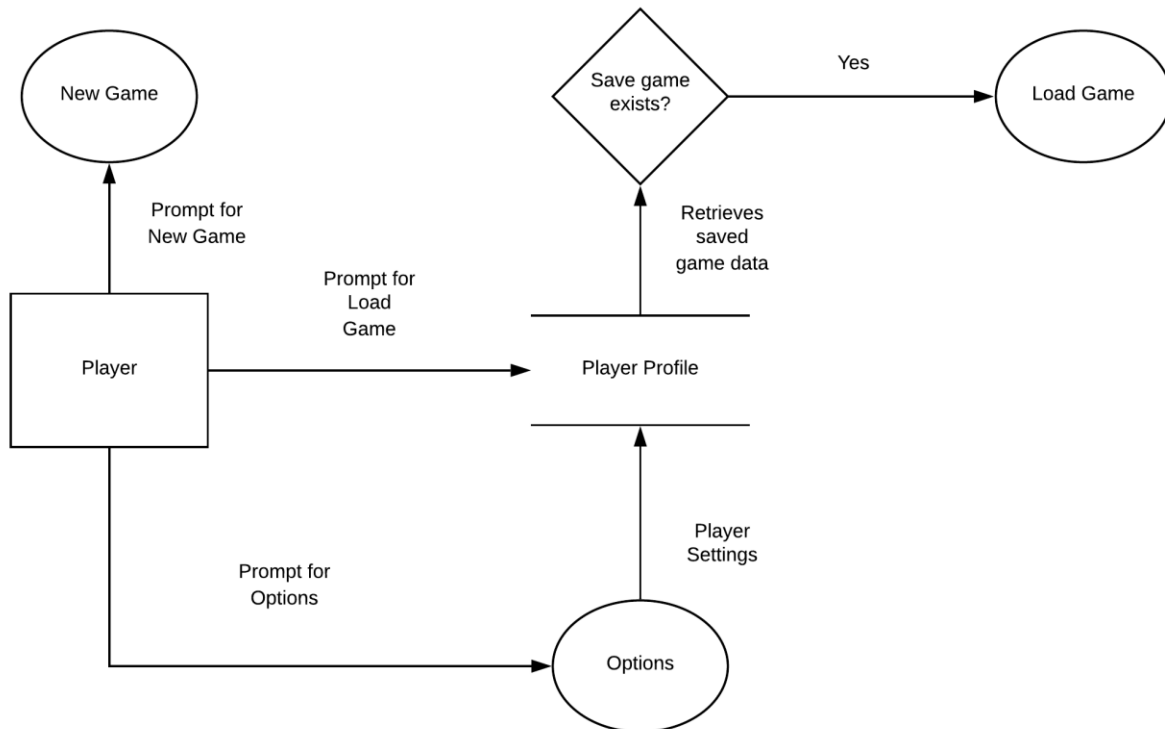 New Game
Save game
exists?
Yes
Load Game
Prompt for
New Game
Retrieves
saved
game data
Prompt for
Load
Game
Player
Player Profile
Player
Settings
Prompt for
Options
Options